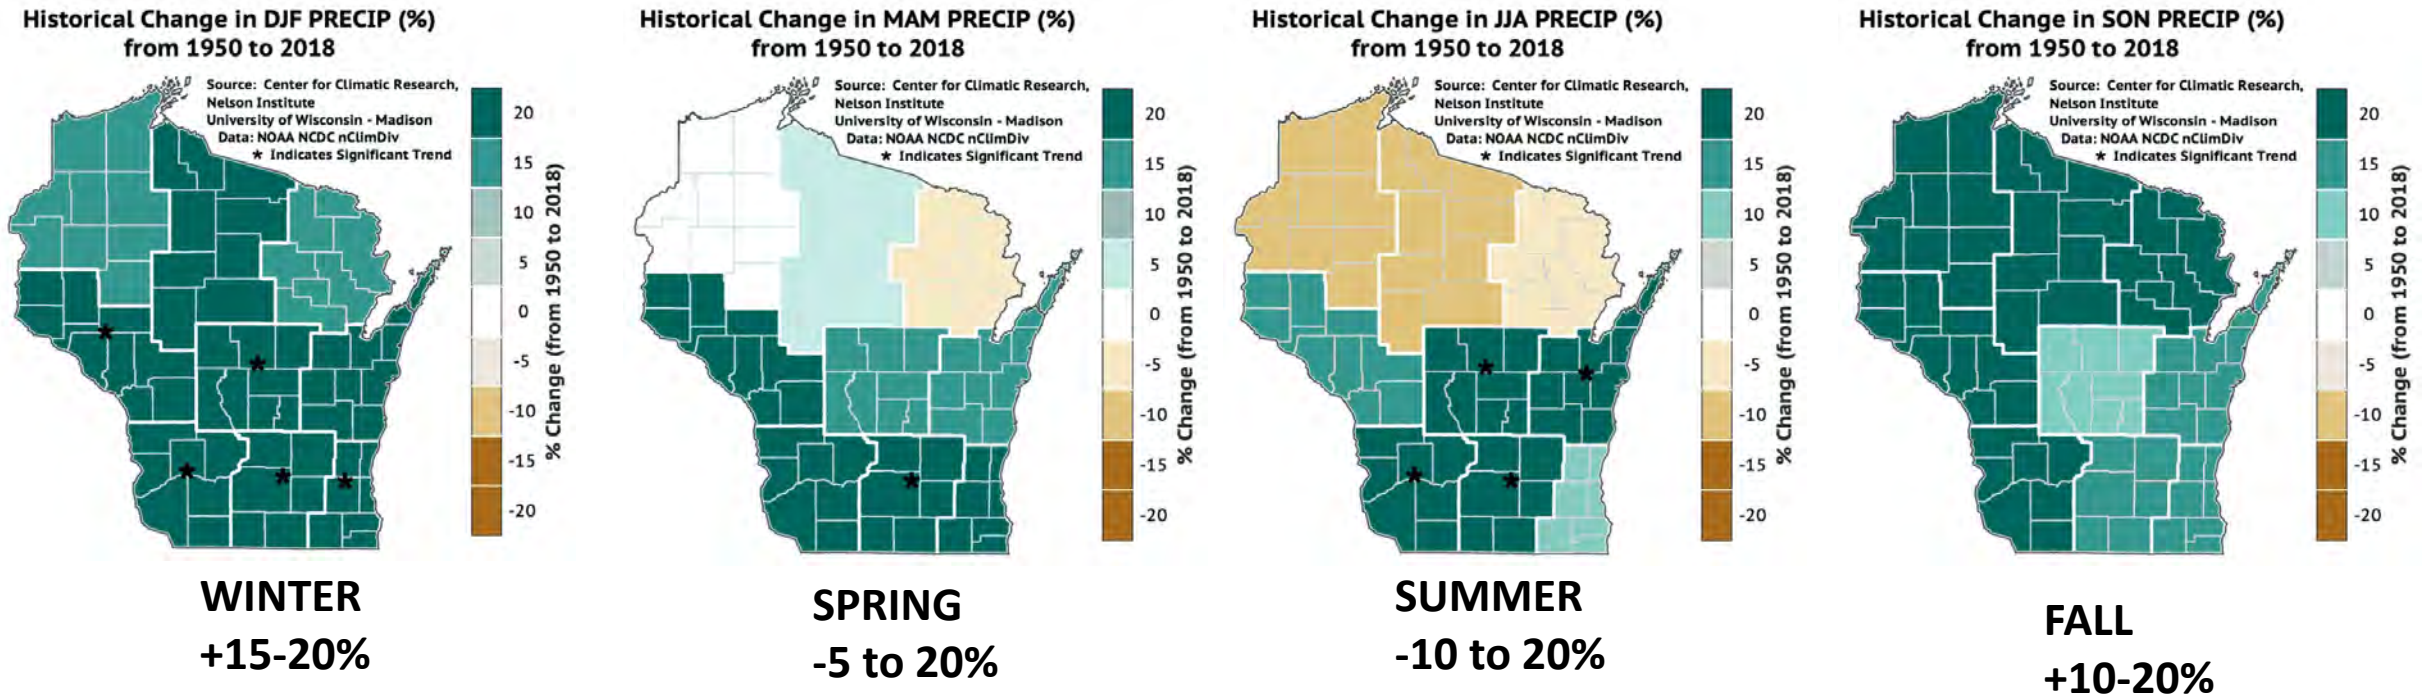 Historical Change in DJF PRECIP (%)
from 1950 to 2018
Source: Center for Climatic Research,
Nelson Institute
University of Wisconsin - Madison
Data: NOAA NCDC nClimDiv
* Indicates Significant Trend
20
15
10
5
0
-5
-10
-15
-20
% Change (from 1950 to 2018)
WINTER
+15-20%
Historical Change in MAM PRECIP (%)
from 1950 to 2018
Source: Center for Climatic Research,
Nelson Institute
University of Wisconsin - Madison
Data: NOAA NCDC nClimDiv
* Indicates Significant Trend
20
15
10
5
0
-5
-10
-15
-20
% Change (from 1950 to 2018)
SPRING
-5 to 20%
Historical Change in JJA PRECIP (%)
from 1950 to 2018
Source: Center for Climatic Research,
Nelson Institute
University of Wisconsin - Madison
Data: NOAA NCDC nClimDiv
* Indicates Significant Trend
20
15
10
5
0
-5
-10
-15
-20
% Change (from 1950 to 2018)
SUMMER
-10 to 20%
Historical Change in SON PRECIP (%)
from 1950 to 2018
Source: Center for Climatic Research,
Nelson Institute
University of Wisconsin - Madison
Data: NOAA NCDC nClimDiv
* Indicates Significant Trend
20
15
10
5
0
-5
-10
-15
-20
% Change (from 1950 to 2018)
FALL
+10-20%